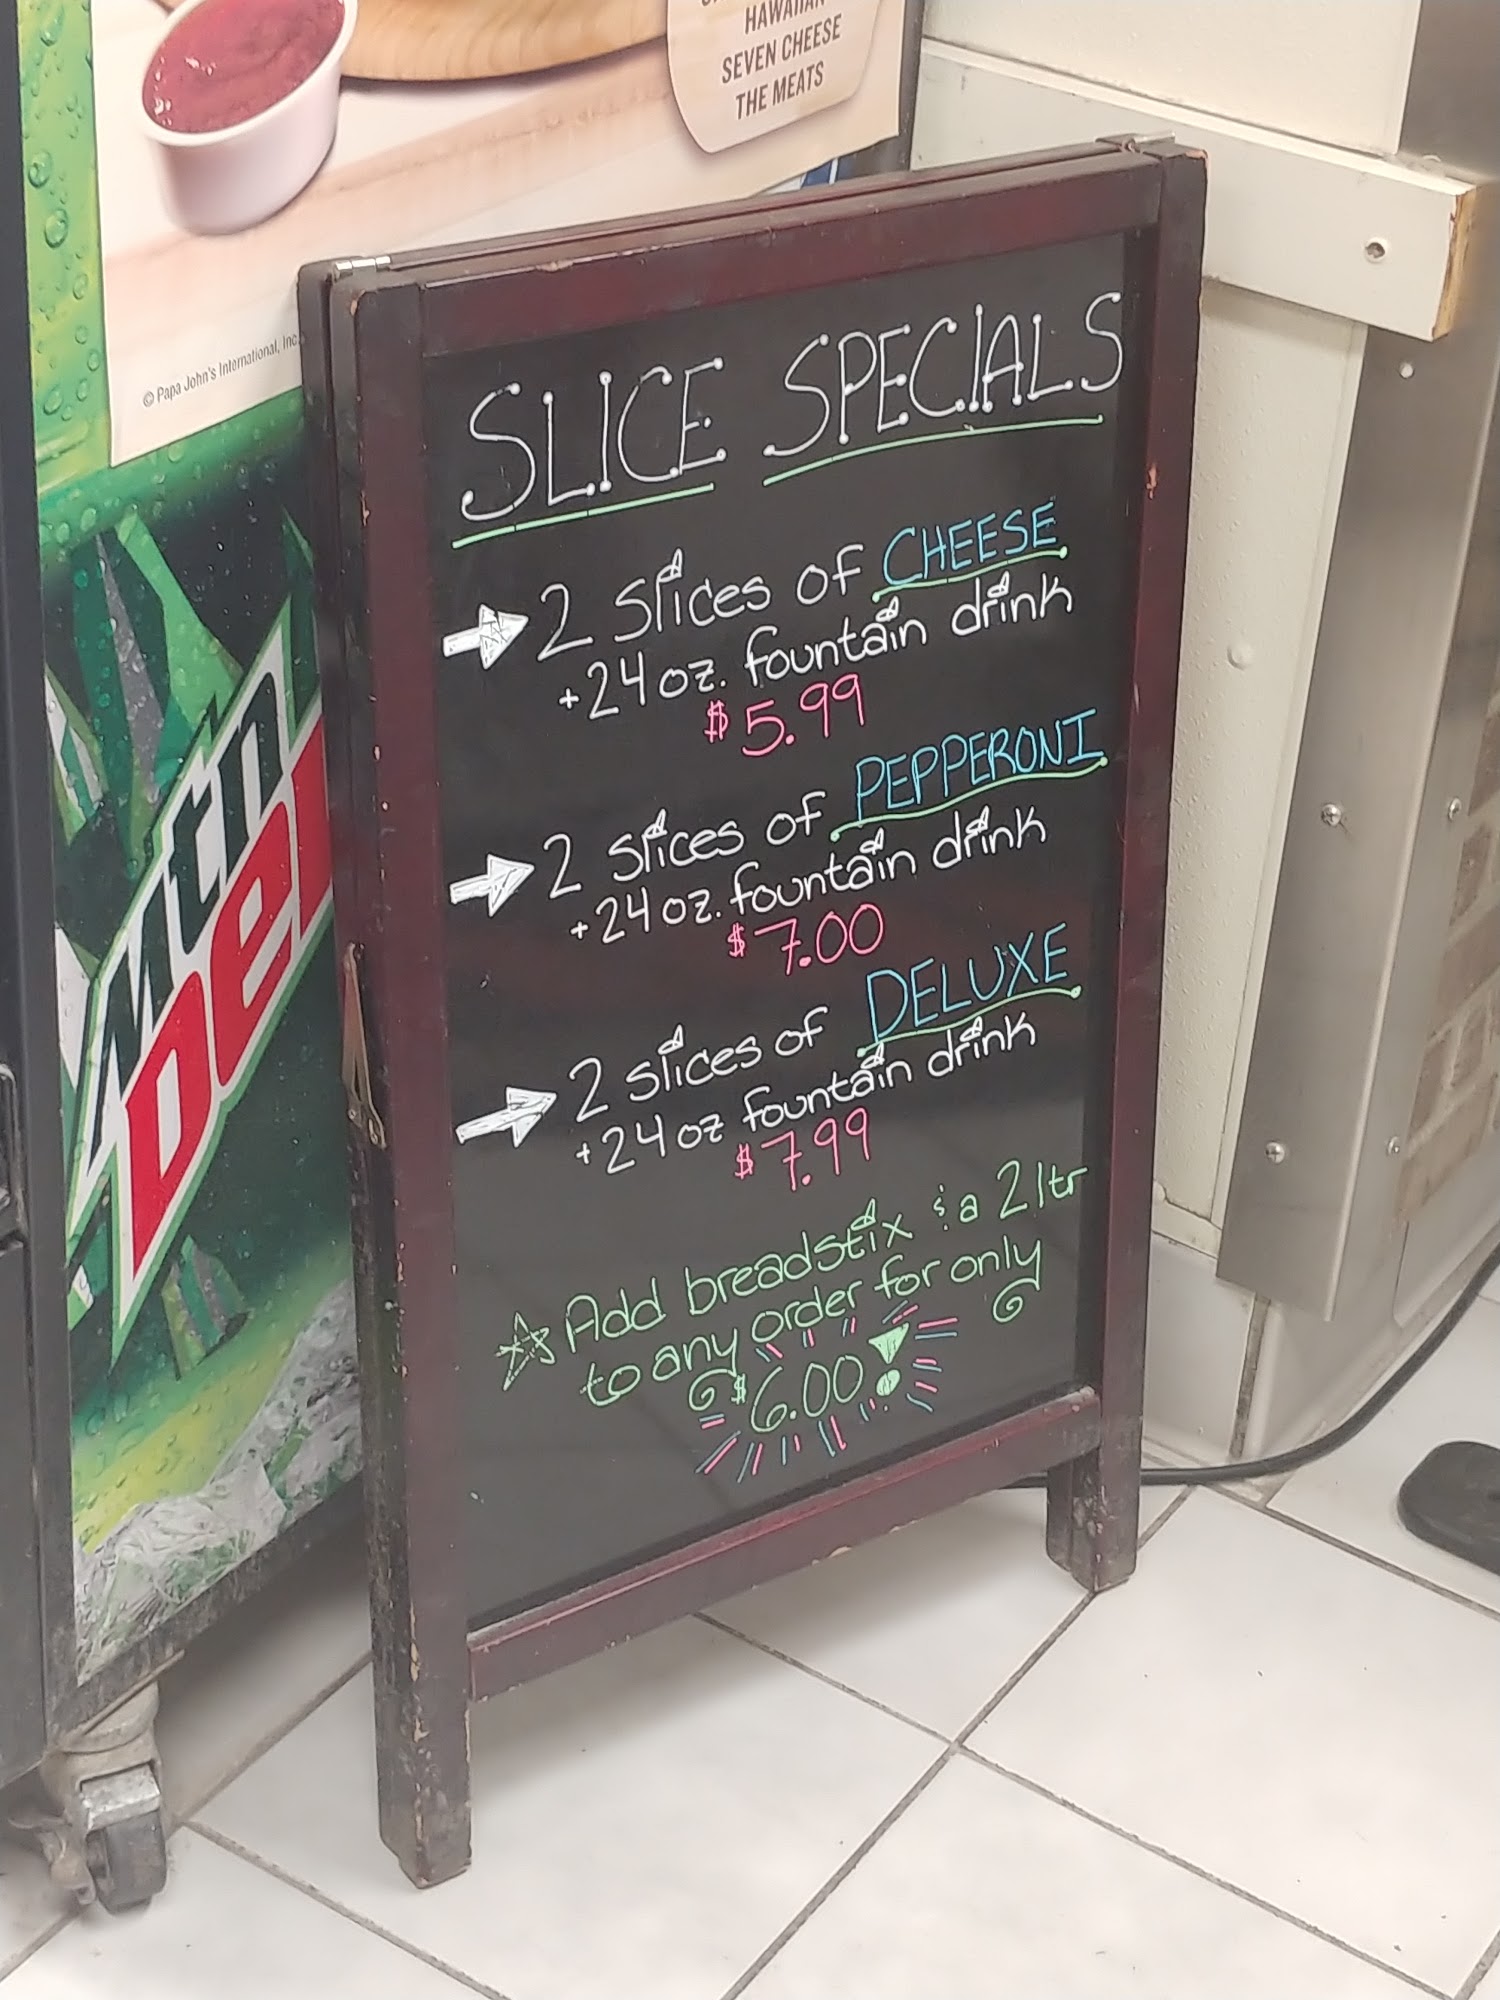 HAWAIIAN
SEVEN CHEESE
THE MEATS
© Papa John's International, Inc.
Mtn
SLICE SPECIALS
2 slices of CHEESE
+24 oz. fountain drink
$5.99
2 slices of PEPPERONI
+24 oz. fountain drink
$7.00
2 slices of DELUXE
+24 oz fountain drink
$7.99
Add breadstix & a 2 ltr
to any order for only
$6.00!